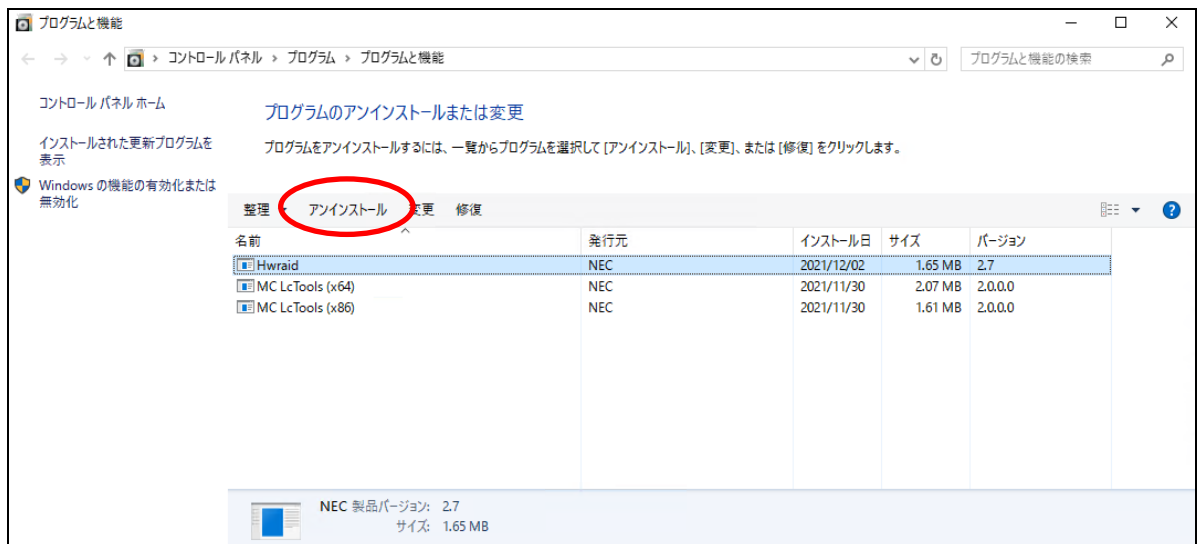 プログラムと機能
コントロール パネル > プログラム > プログラムと機能
プログラムと機能の検索
コントロール パネル ホーム
インストールされた更新プログラムを
表示
Windows の機能の有効化または
無効化
プログラムのアンインストールまたは変更
プログラムをアンインストールするには、一覧からプログラムを選択して [アンインストール]、[変更]、または [修復] をクリックします。
整理 アンインストール 変更 修復
名前 発行元 インストール日 サイズ バージョン
Hwraid NEC 2021/12/02 1.65 MB 2.7
MC LcTools (x64) NEC 2021/11/30 2.07 MB 2.0.0.0
MC LcTools (x86) NEC 2021/11/30 1.61 MB 2.0.0.0
NEC 製品バージョン: 2.7
サイズ: 1.65 MB